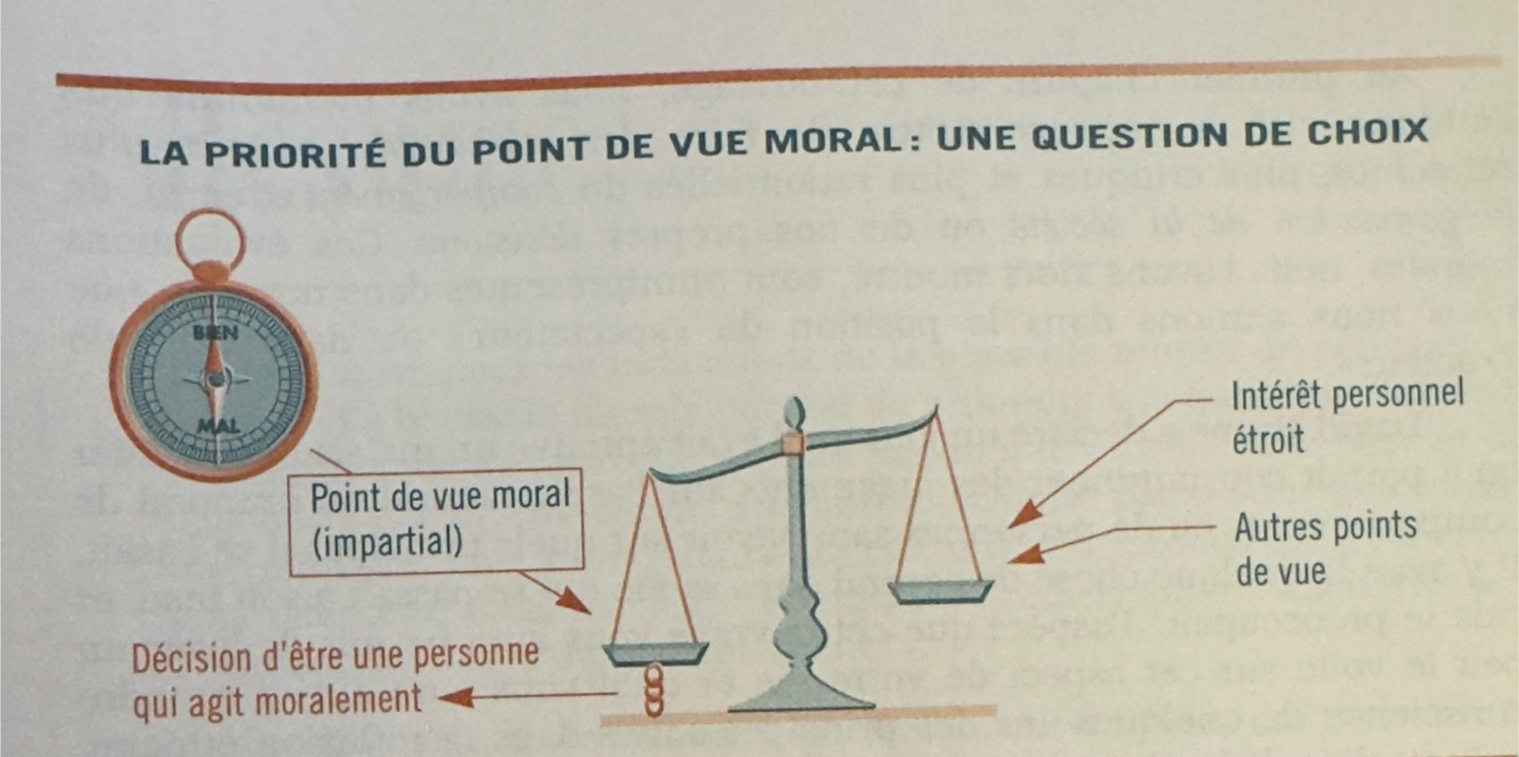 LA PRIORITÉ DU POINT DE VUE MORAL : UNE QUESTION DE CHOIX
BIEN
MAL
Point de vue moral
(impartial)
Intérêt personnel
étroit
Autres points
de vue
Décision d'être une personne
qui agit moralement